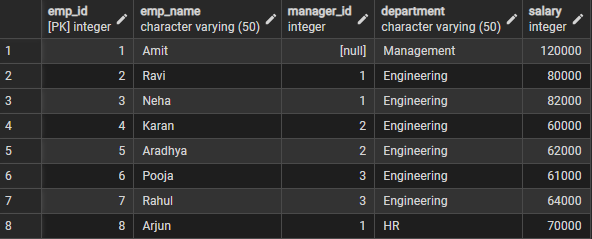 emp_id emp_name manager_id department salary
[PK] integer character varying (50) integer character varying (50) integer
1 1 Amit [null] Management 120000
2 2 Ravi 1 Engineering 80000
3 3 Neha 1 Engineering 82000
4 4 Karan 2 Engineering 60000
5 5 Aradhya 2 Engineering 62000
6 6 Pooja 3 Engineering 61000
7 7 Rahul 3 Engineering 64000
8 8 Arjun 1 HR 70000